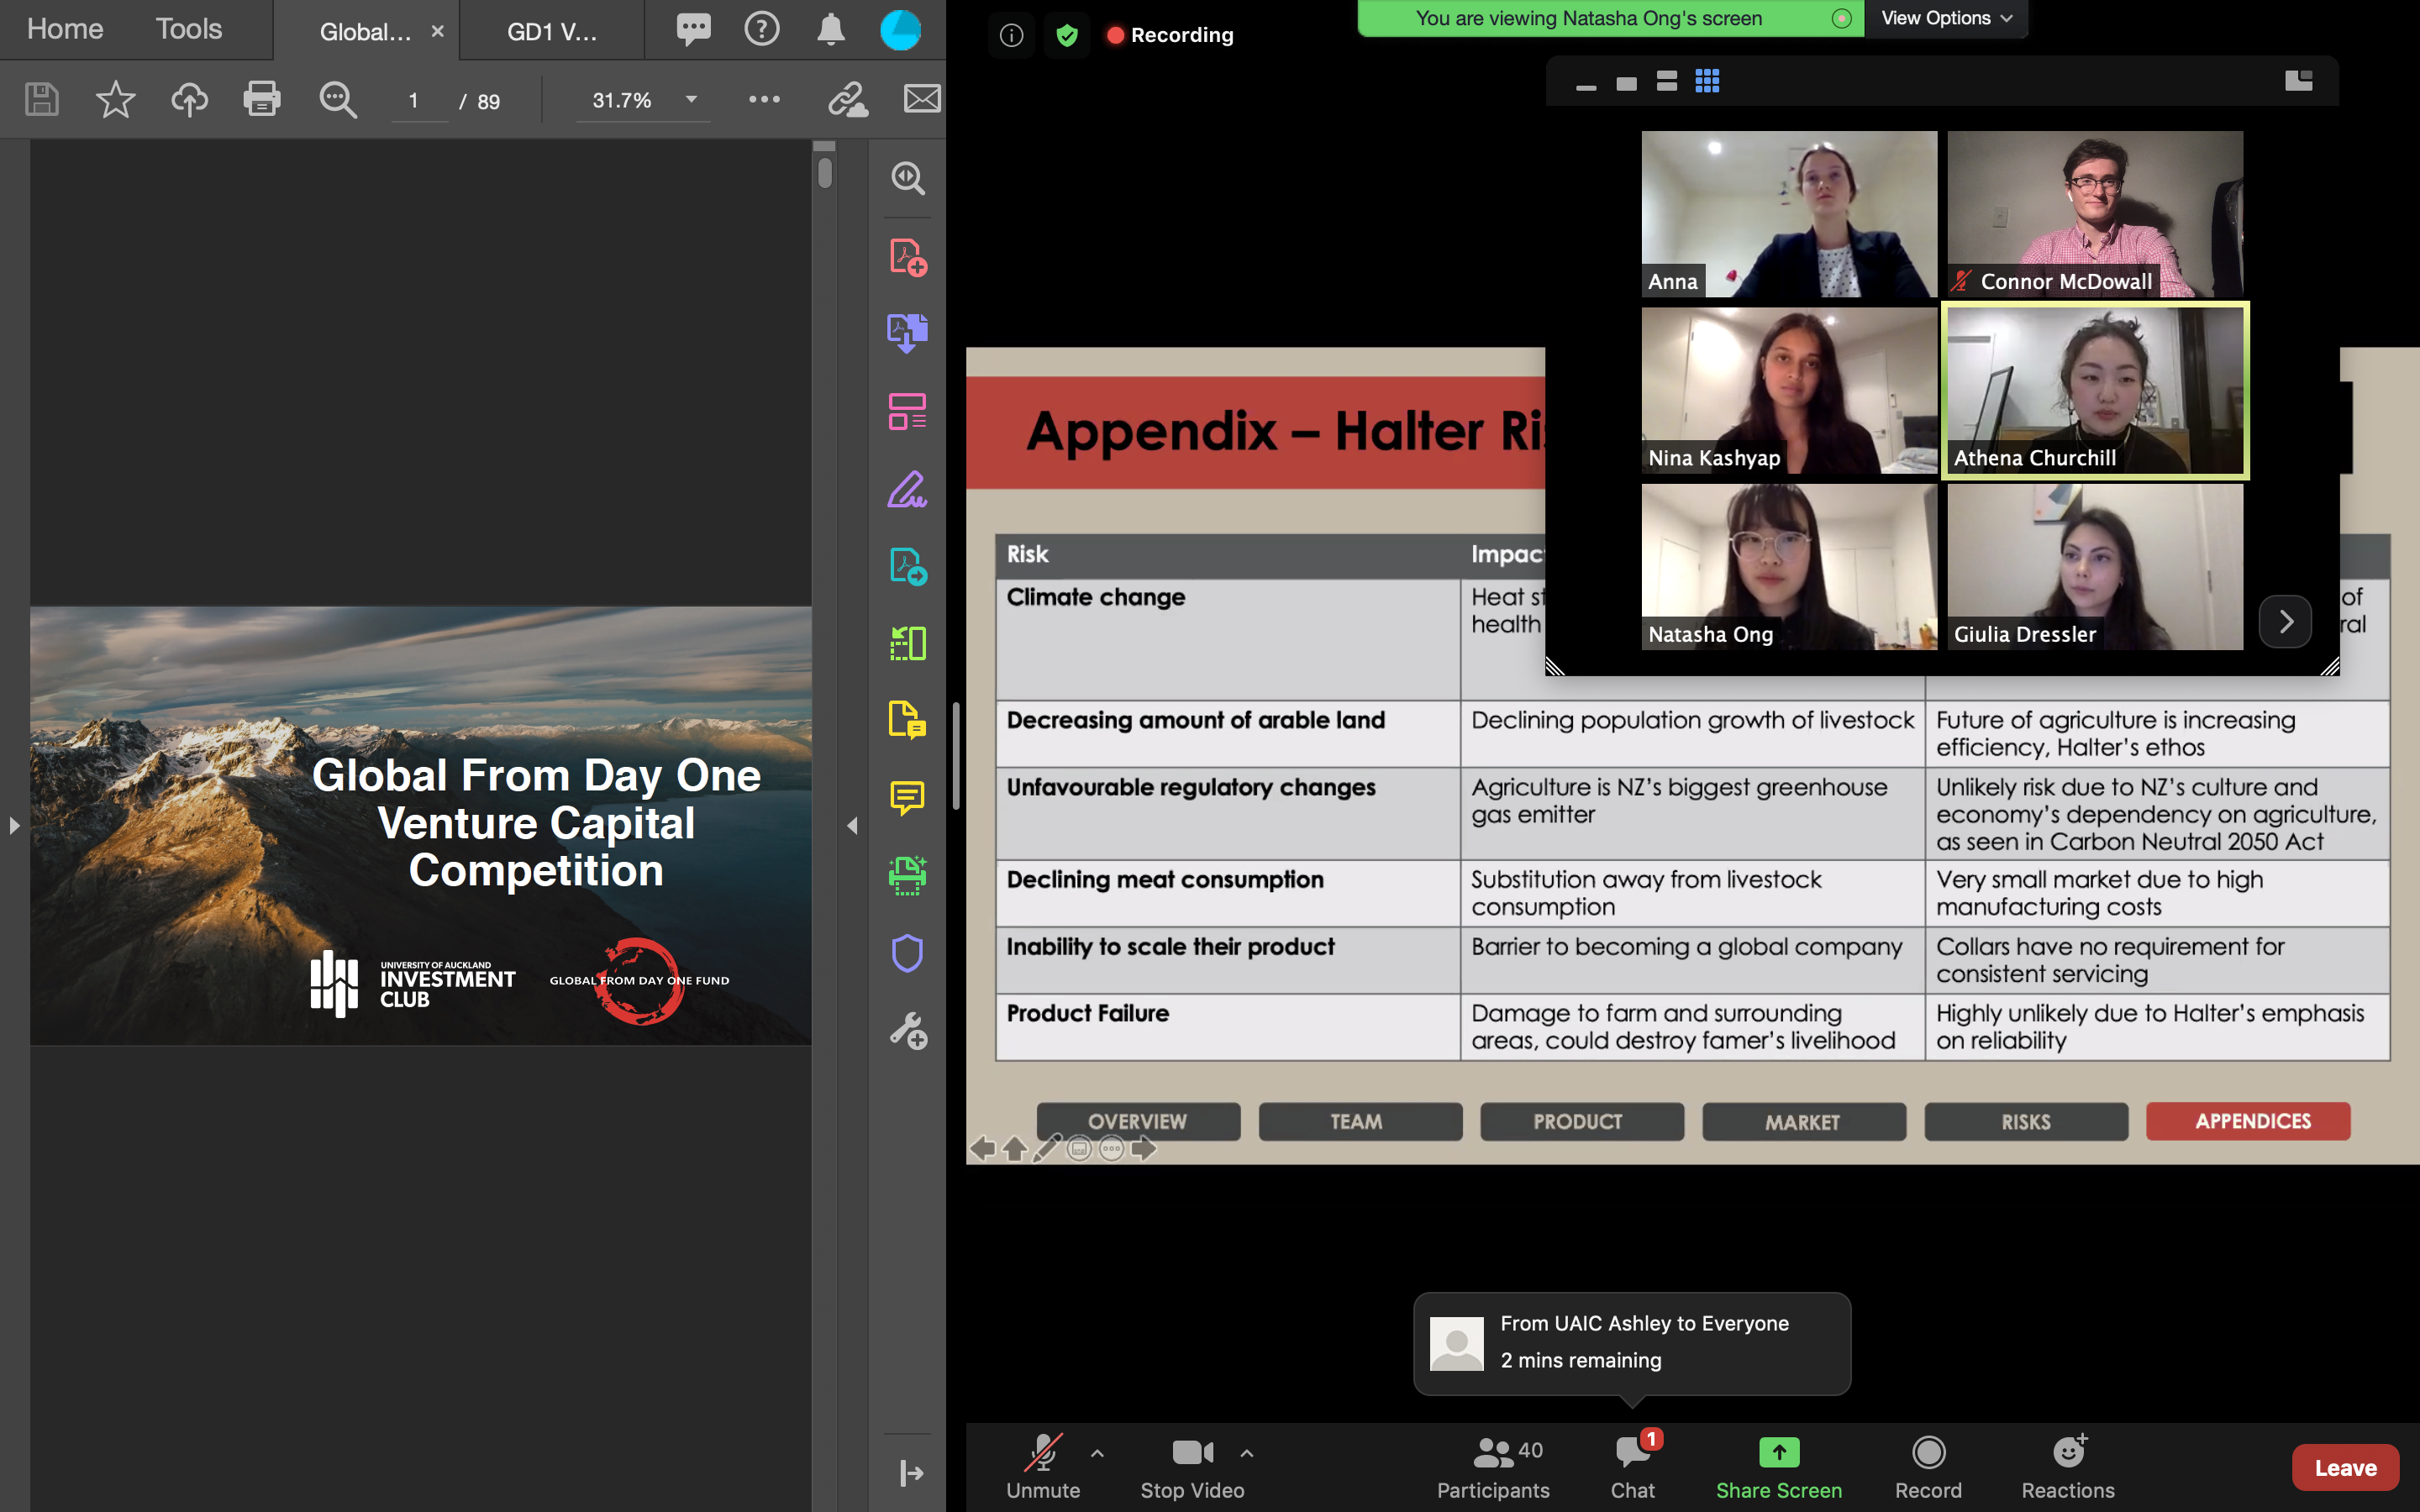 Home
Tools
Global...
GD1 V...
1 / 89
31.7%
Global From Day One
Venture Capital
Competition
UNIVERSITY OF AUCKLAND
INVESTMENT
CLUB
GLOBAL FROM DAY ONE FUND
Recording
You are viewing Natasha Ong's screen
View Options
Anna
Connor McDowall
Nina Kashyap
Athena Churchill
Natasha Ong
Giulia Dressler
Appendix – Halter
Risk
Climate change
Heat
health
of
Decreasing amount of arable land
Declining population growth of livestock
Future of agriculture is increasing
efficiency, Halter's ethos
Unfavourable regulatory changes
Agriculture is NZ's biggest greenhouse
gas emitter
Unlikely risk due to NZ's culture and
economy's dependency on agriculture,
as seen in Carbon Neutral 2050 Act
Declining meat consumption
Substitution away from livestock
consumption
Very small market due to high
manufacturing costs
Inability to scale their product
Barrier to becoming a global company
Collars have no requirement for
consistent servicing
Product Failure
Damage to farm and surrounding
areas, could destroy famer's livelihood
Highly unlikely due to Halter's emphasis
on reliability
OVERVIEW
TEAM
PRODUCT
MARKET
RISKS
APPENDICES
From UAIC Ashley to Everyone
2 mins remaining
Unmute
Stop Video
40
Participants
1
Chat
Share Screen
Record
Reactions
Leave